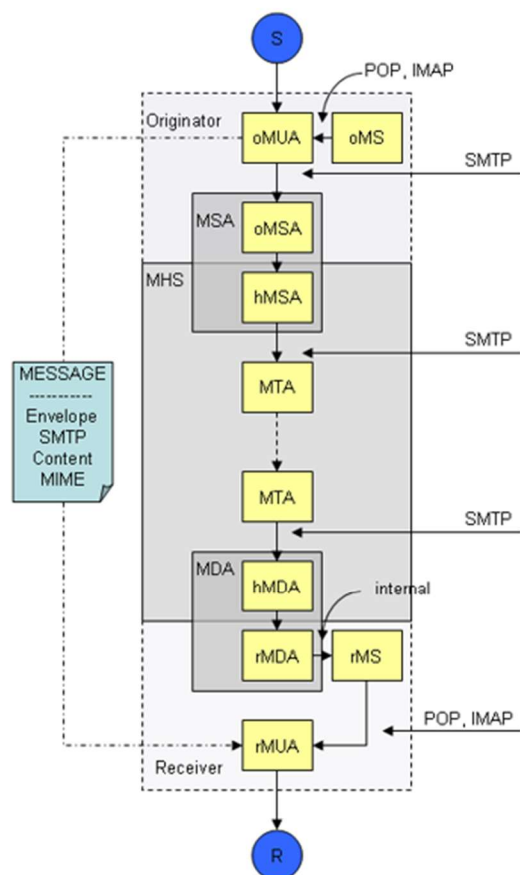 S
POP, IMAP
Originator
oMUA
oMS
SMTP
MSA
oMSA
MHS
hMSA
SMTP
MESSAGE
-----------
Envelope
SMTP
Content
MIME
MTA
MTA
SMTP
MDA
hMDA
internal
rMDA
rMS
POP, IMAP
rMUA
Receiver
R